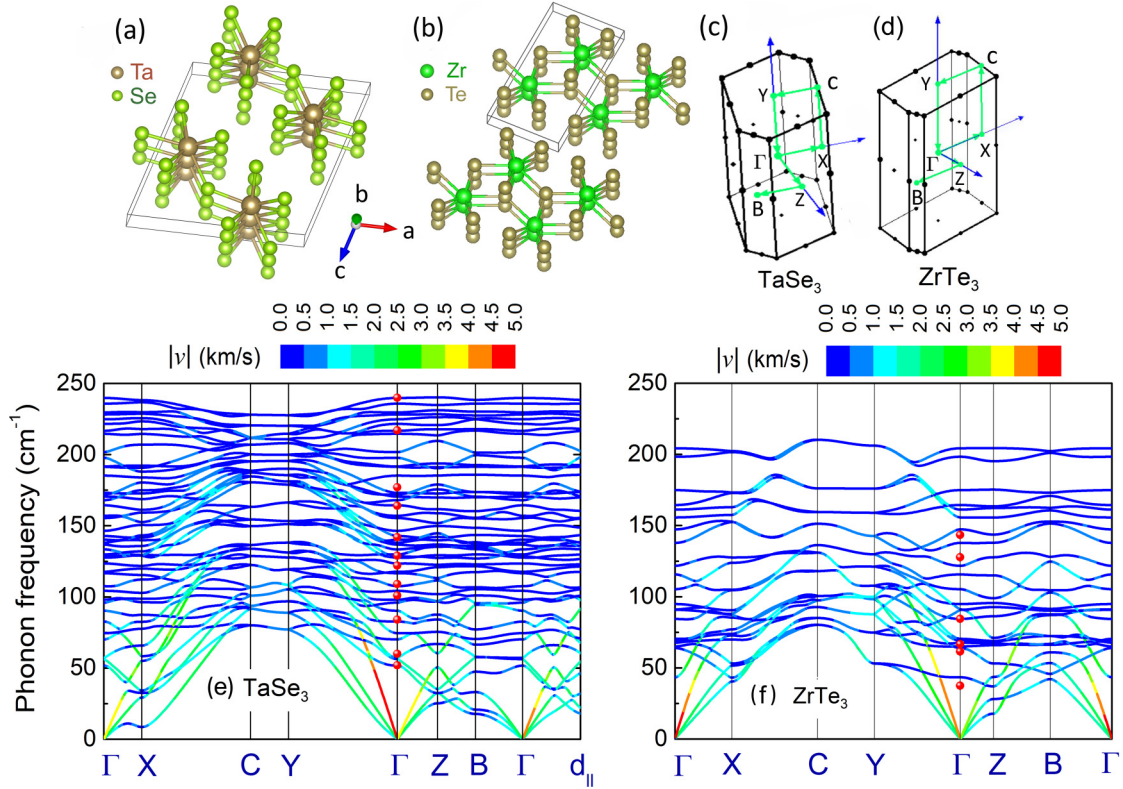 (a)
Ta
Se
(b)
Zr
Te
b
a
c
(c)
C
Y
Γ
X
B
Z
TaSe₃
(d)
C
Y
X
Γ
Z
B
ZrTe₃
0.0 0.5 1.0 1.5 2.0 2.5 3.0 3.5 4.0 4.5 5.0
|v| (km/s)
0.0 0.5 1.0 1.5 2.0 2.5 3.0 3.5 4.0 4.5 5.0
|v| (km/s)
Phonon frequency (cm⁻¹)
250
200
150
100
50
0
(e) TaSe₃
Γ X C Y Γ Z B Γ d||
250
200
150
100
50
0
(f) ZrTe₃
Γ X C Y Γ Z B Γ